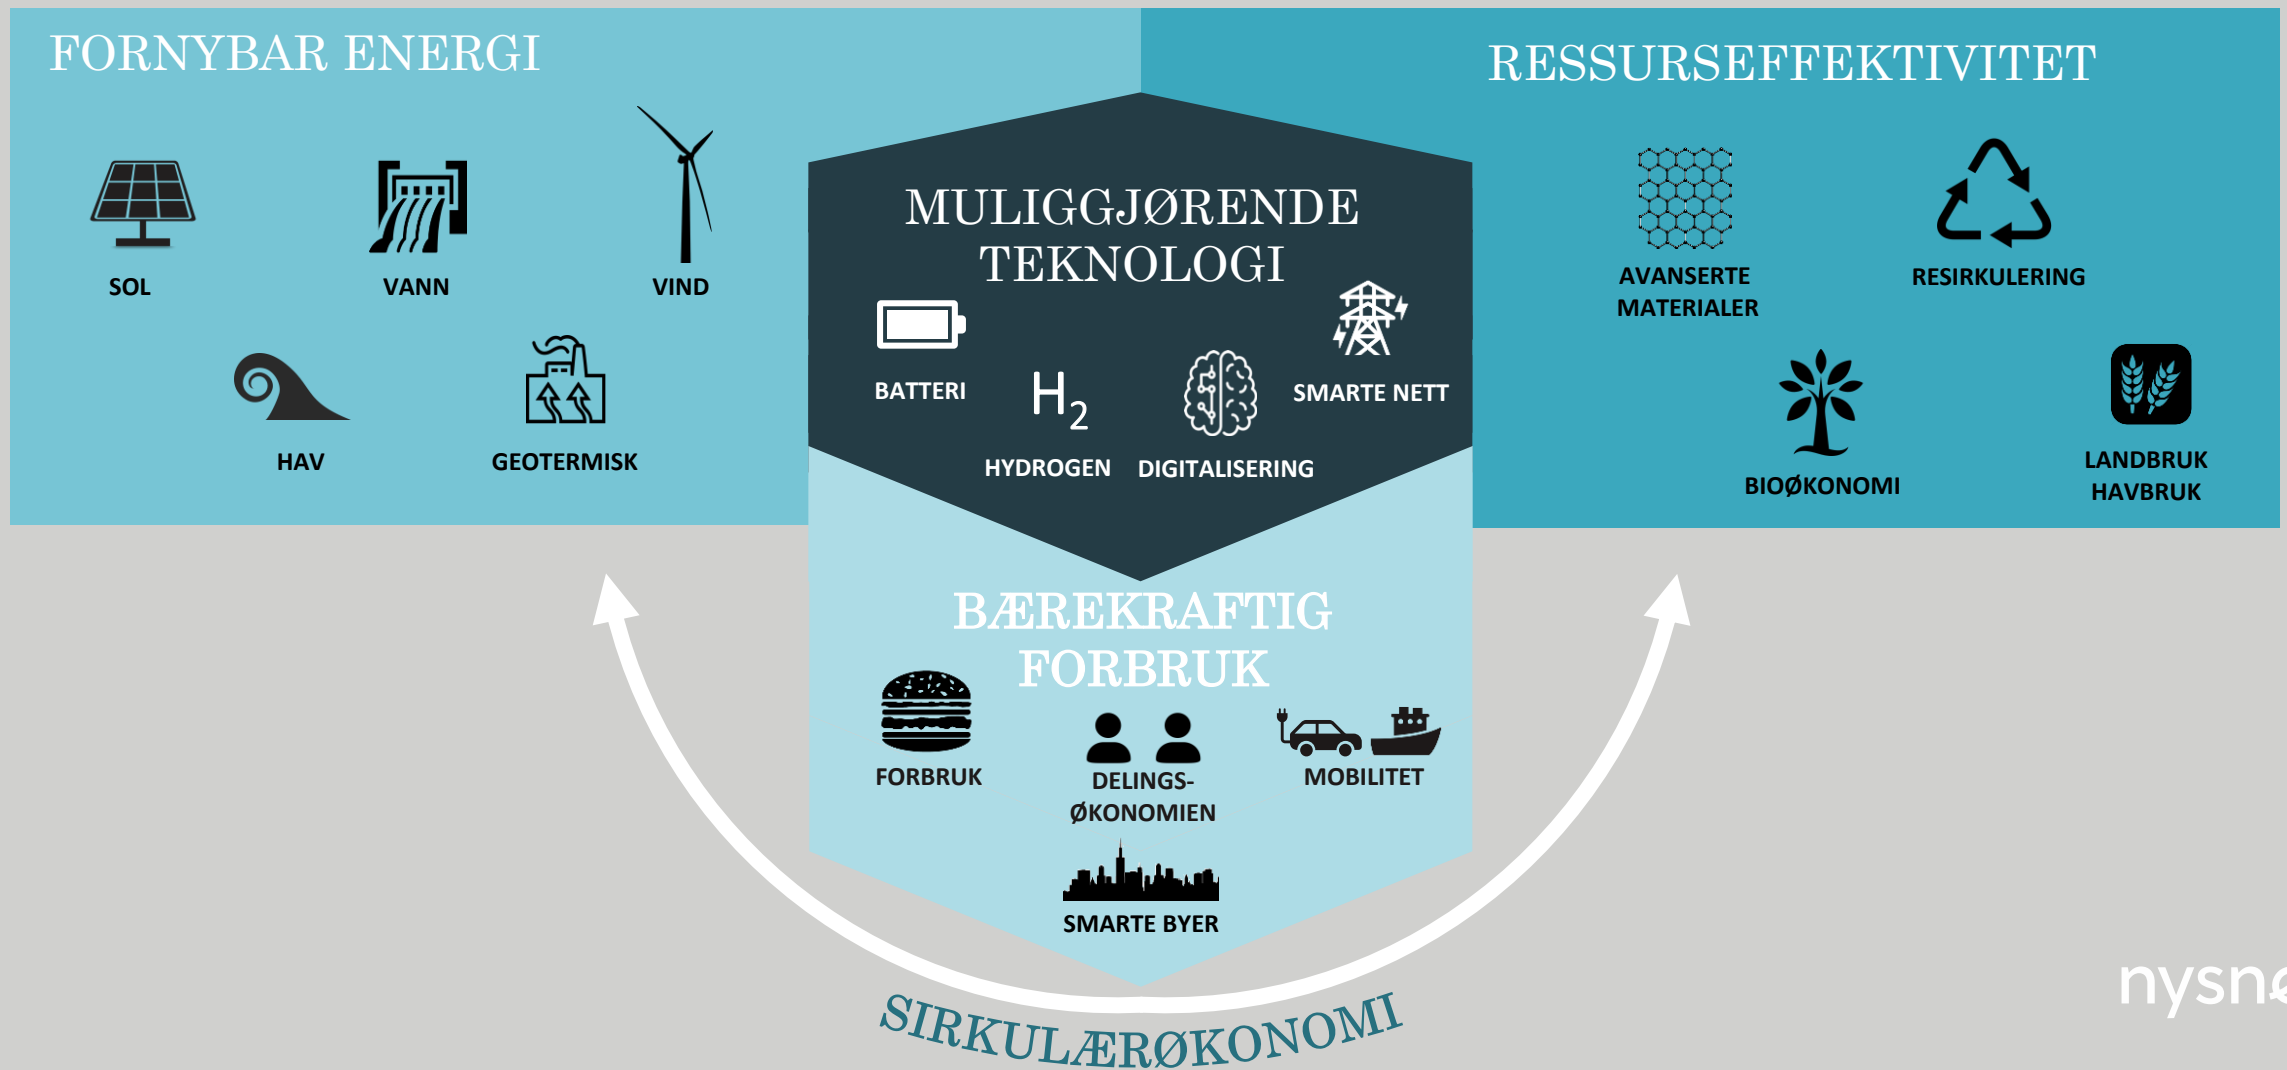 FORNYBAR ENERGI
SOL
VANN
VIND
HAV
GEOTERMISK
MULIGGJØRENDE
TEKNOLOGI
BATTERI
H₂
HYDROGEN
DIGITALISERING
SMARTE NETT
RESSURSEFFEKTIVITET
AVANSERTE
MATERIALER
RESIRKULERING
BIOØKONOMI
LANDBRUK
HAVBRUK
BÆREKRAFTIG
FORBRUK
FORBRUK
DELINGS-
ØKONOMIEN
MOBILITET
SMARTE BYER
SIRKULÆRØKONOMI